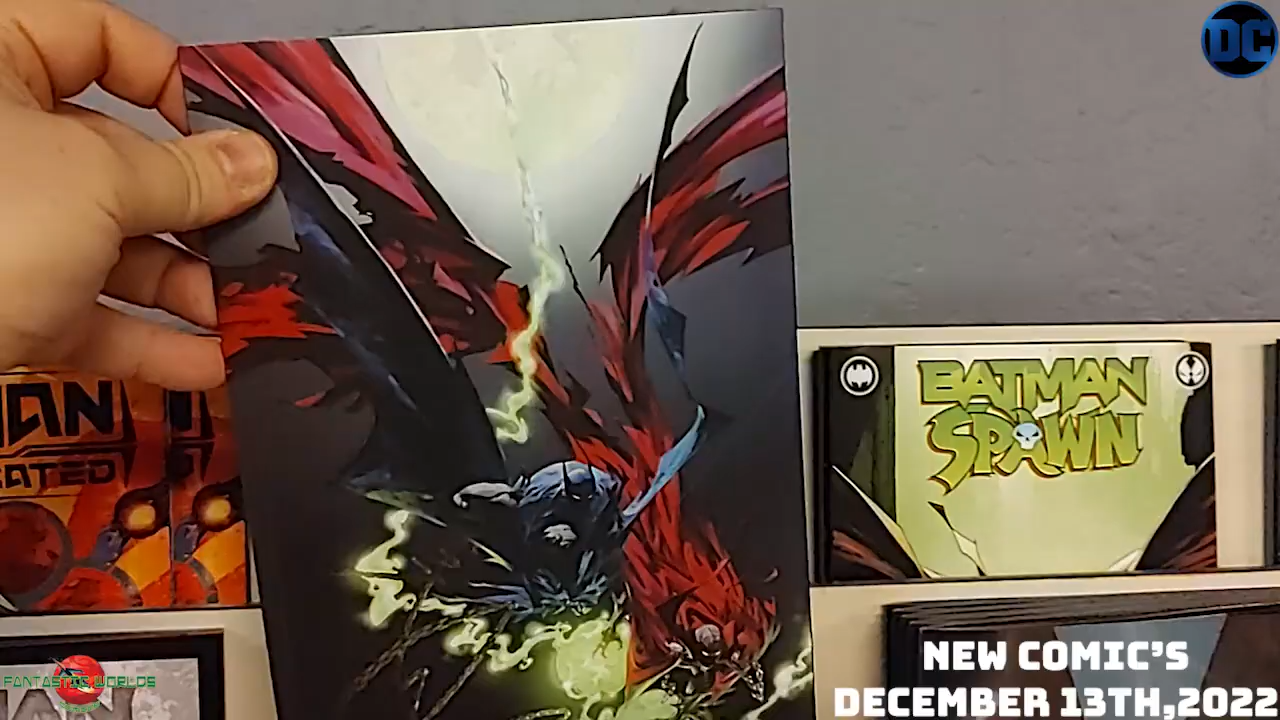 DC
BATMAN
SPAWN
FANTASTIC WORLDS
NEW COMIC'S
DECEMBER 13TH,2022